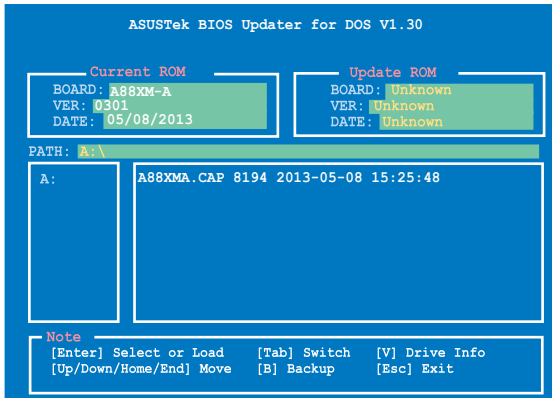 ASUSTek BIOS Updater for DOS V1.30
Current ROM
BOARD: A88XM-A
VER: 0301
DATE: 05/08/2013
Update ROM
BOARD: Unknown
VER: Unknown
DATE: Unknown
PATH: A:\
A:
A88XMA.CAP 8194 2013-05-08 15:25:48
Note
[Enter] Select or Load [Tab] Switch [V] Drive Info
[Up/Down/Home/End] Move [B] Backup [Esc] Exit